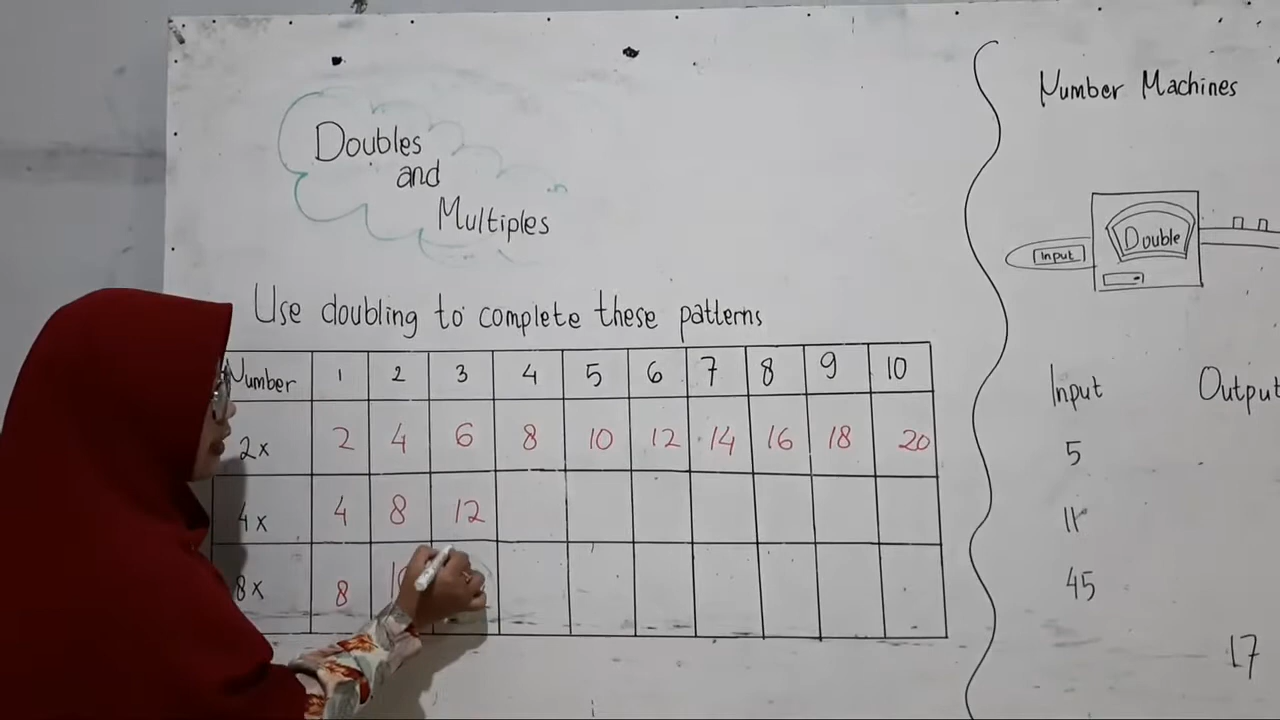 Doubles
and
Multiples
Use doubling to complete these patterns
Number 1 2 3 4 5 6 7 8 9 10
2x 2 4 6 8 10 12 14 16 18 20
4x 4 8 12
8x 8
Number Machines
Input
Double
Input Output
5
11
45
17